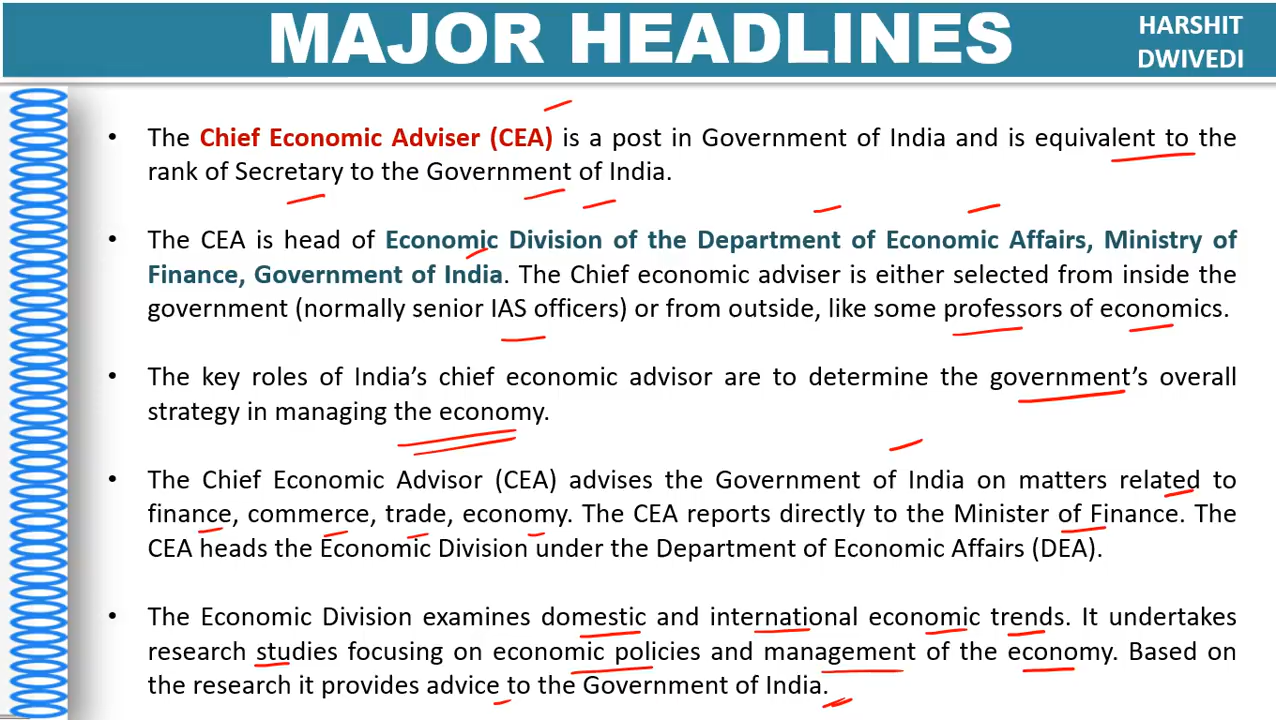 MAJOR HEADLINES
HARSHIT
DWIVEDI
• The Chief Economic Adviser (CEA) is a post in Government of India and is equivalent to the
rank of Secretary to the Government of India.
• The CEA is head of Economic Division of the Department of Economic Affairs, Ministry of
Finance, Government of India. The Chief economic adviser is either selected from inside the
government (normally senior IAS officers) or from outside, like some professors of economics.
• The key roles of India’s chief economic advisor are to determine the government’s overall
strategy in managing the economy.
• The Chief Economic Advisor (CEA) advises the Government of India on matters related to
finance, commerce, trade, economy. The CEA reports directly to the Minister of Finance. The
CEA heads the Economic Division under the Department of Economic Affairs (DEA).
• The Economic Division examines domestic and international economic trends. It undertakes
research studies focusing on economic policies and management of the economy. Based on
the research it provides advice to the Government of India.